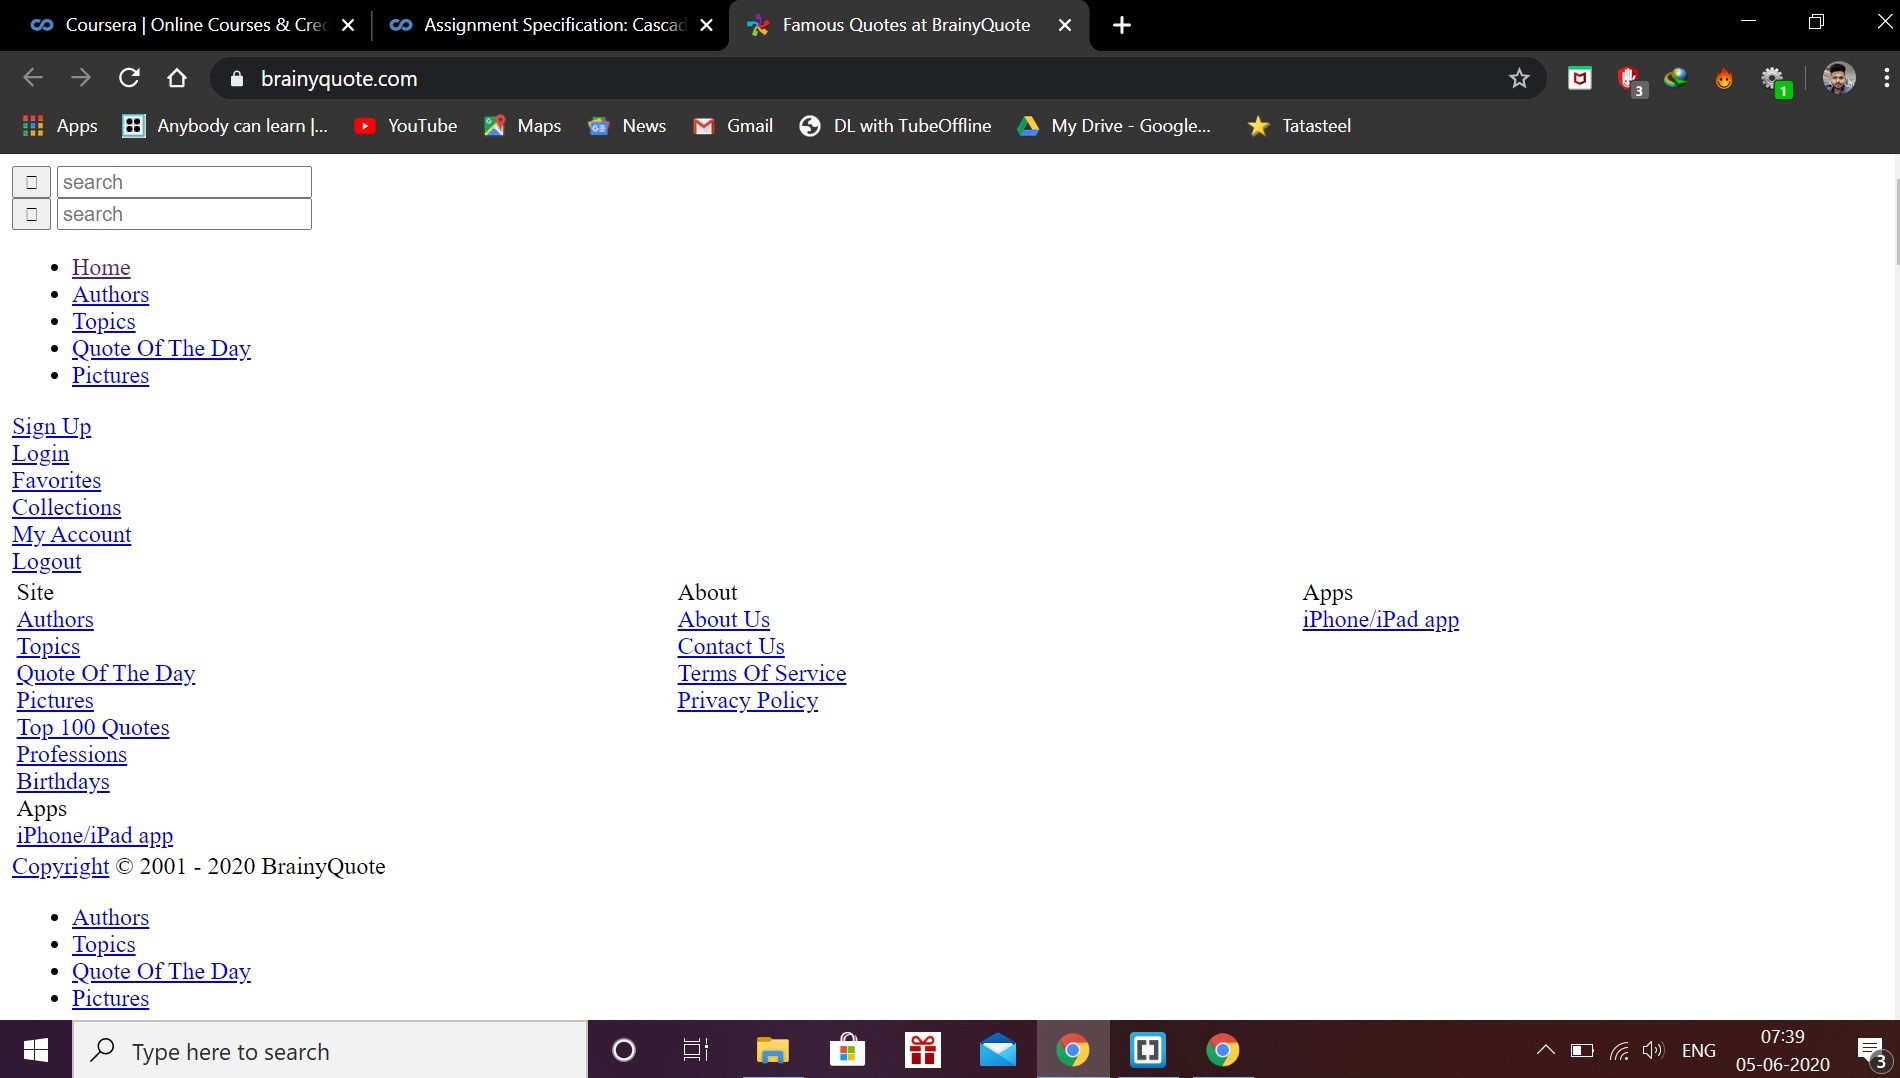 Coursera | Online Courses & Cre
Assignment Specification: Cascad
Famous Quotes at BrainyQuote
brainyquote.com
3
1
Apps
Anybody can learn |...
YouTube
Maps
News
Gmail
DL with TubeOffline
My Drive - Google...
Tatasteel
search
search
Home
Authors
Topics
Quote Of The Day
Pictures
Sign Up
Login
Favorites
Collections
My Account
Logout
Site
Authors
Topics
Quote Of The Day
Pictures
Top 100 Quotes
Professions
Birthdays
Apps
iPhone/iPad app
About
About Us
Contact Us
Terms Of Service
Privacy Policy
Apps
iPhone/iPad app
Copyright © 2001 - 2020 BrainyQuote
Authors
Topics
Quote Of The Day
Pictures
Type here to search
ENG
07:39
05-06-2020
3